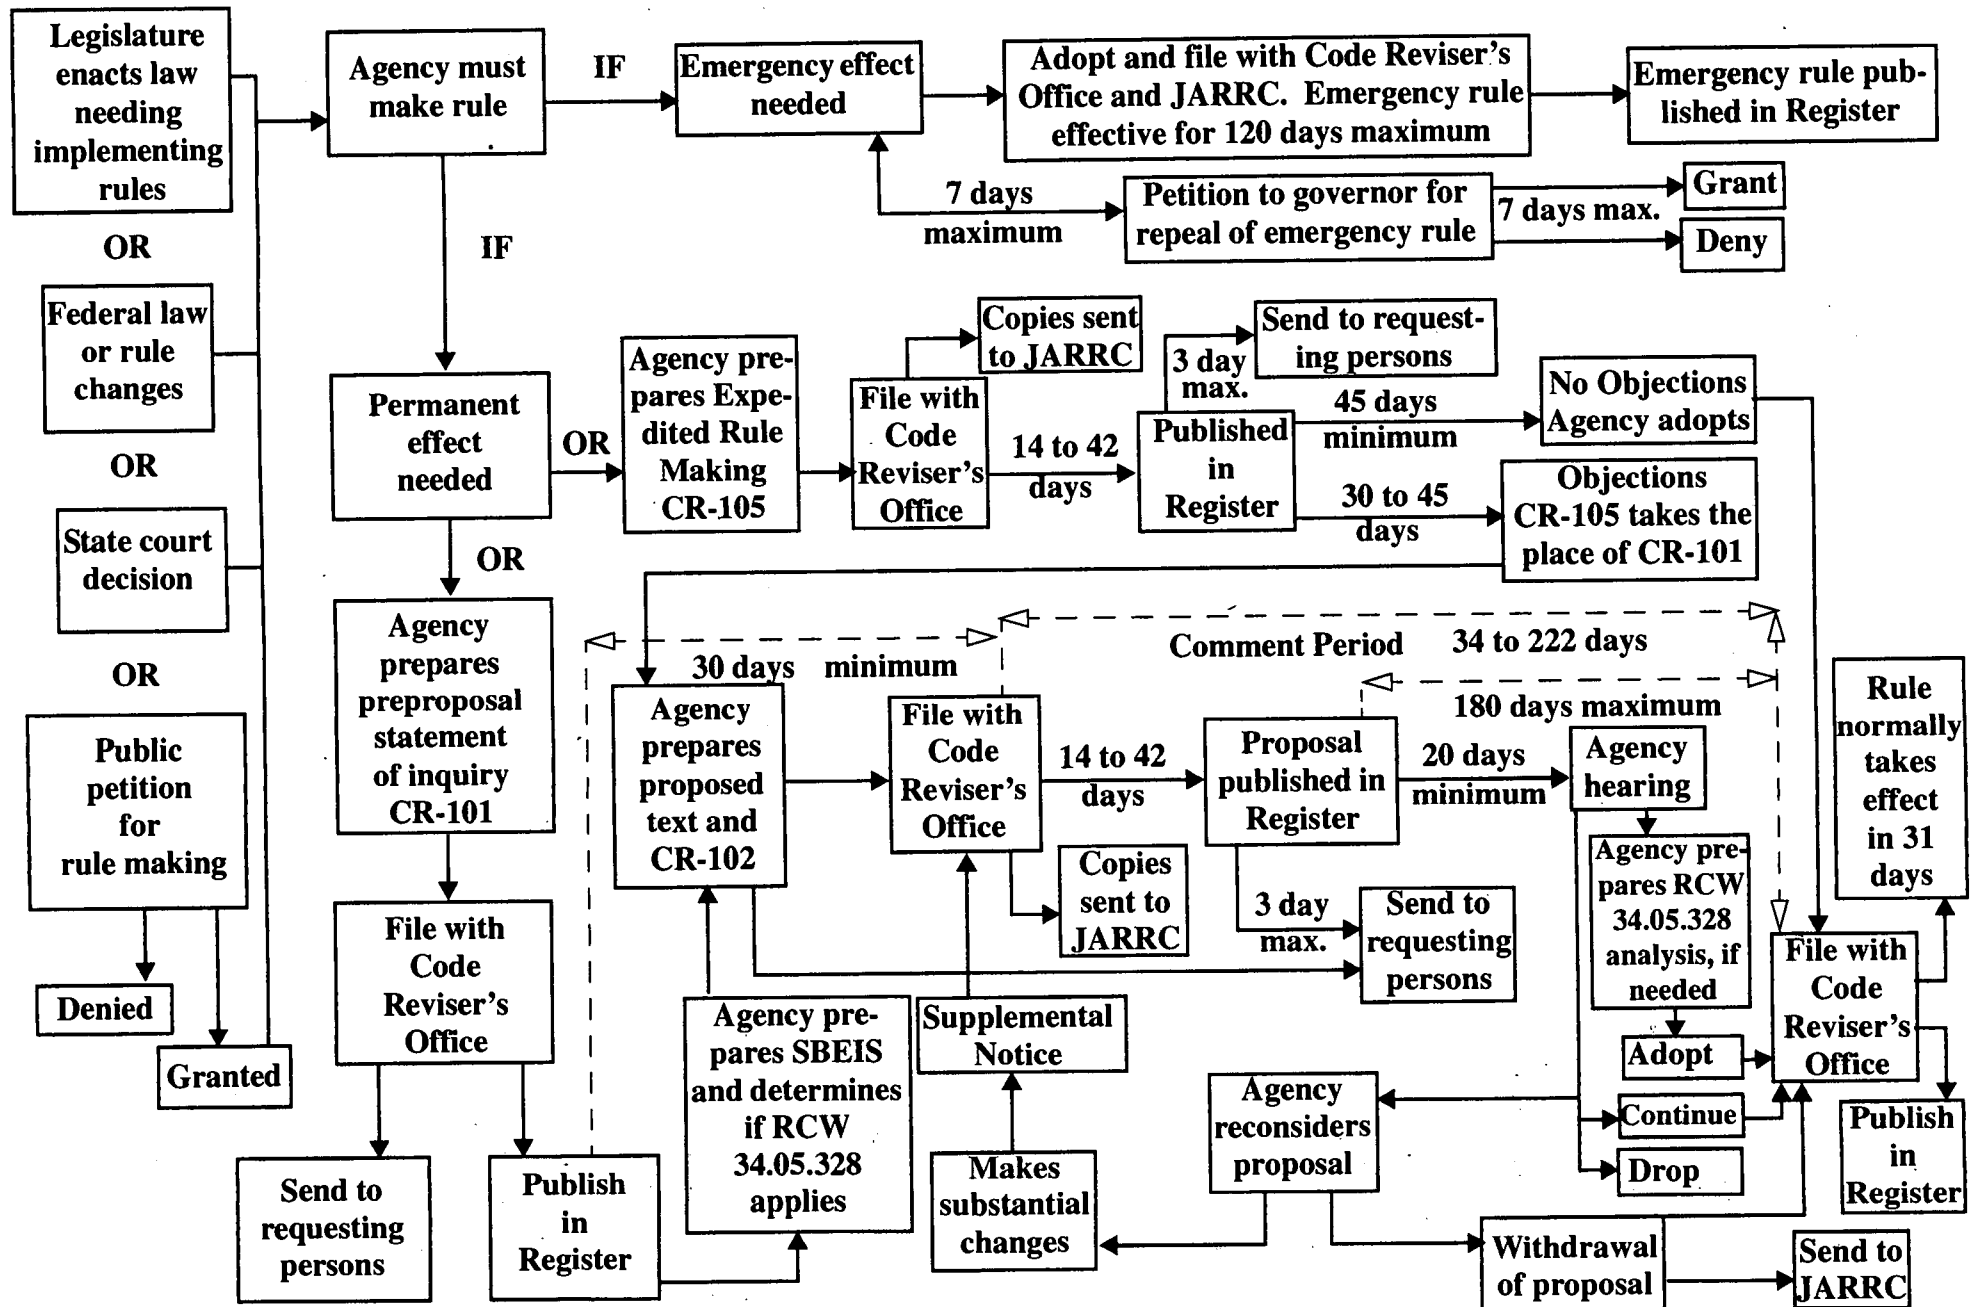 Legislature
enacts law
needing
implementing
rules
OR
Federal law
or rule
changes
OR
State court
decision
OR
Public
petition
for
rule making
Denied
Granted
Agency must
make rule
IF
Emergency effect
needed
Adopt and file with Code Reviser's
Office and JARRC. Emergency rule
effective for 120 days maximum
Emergency rule pub-
lished in Register
7 days
maximum
Petition to governor for
repeal of emergency rule
7 days max.
Grant
Deny
IF
Permanent
effect
needed
OR
Agency pre-
pares Expe-
dited Rule
Making
CR-105
File with
Code
Reviser's
Office
Copies sent
to JARRC
14 to 42
days
Published
in
Register
3 day
max.
Send to request-
ing persons
45 days
minimum
No Objections
Agency adopts
30 to 45
days
Objections
CR-105 takes the
place of CR-101
OR
Agency
prepares
preproposal
statement
of inquiry
CR-101
File with
Code
Reviser's
Office
Send to
requesting
persons
Publish
in
Register
30 days minimum
Agency
prepares
proposed
text and
CR-102
Agency pre-
pares SBEIS
and determines
if RCW
34.05.328
applies
File with
Code
Reviser's
Office
Copies
sent to
JARRC
Supplemental
Notice
Makes
substantial
changes
Comment Period 34 to 222 days
180 days maximum
14 to 42
days
Proposal
published in
Register
3 day
max.
Send to
requesting
persons
20 days
minimum
Agency
hearing
Agency pre-
pares RCW
34.05.328
analysis, if
needed
Adopt
Continue
Drop
Agency
reconsiders
proposal
Withdrawal
of proposal
Send to
JARRC
File with
Code
Reviser's
Office
Rule
normally
takes
effect
in 31
days
Publish
in
Register